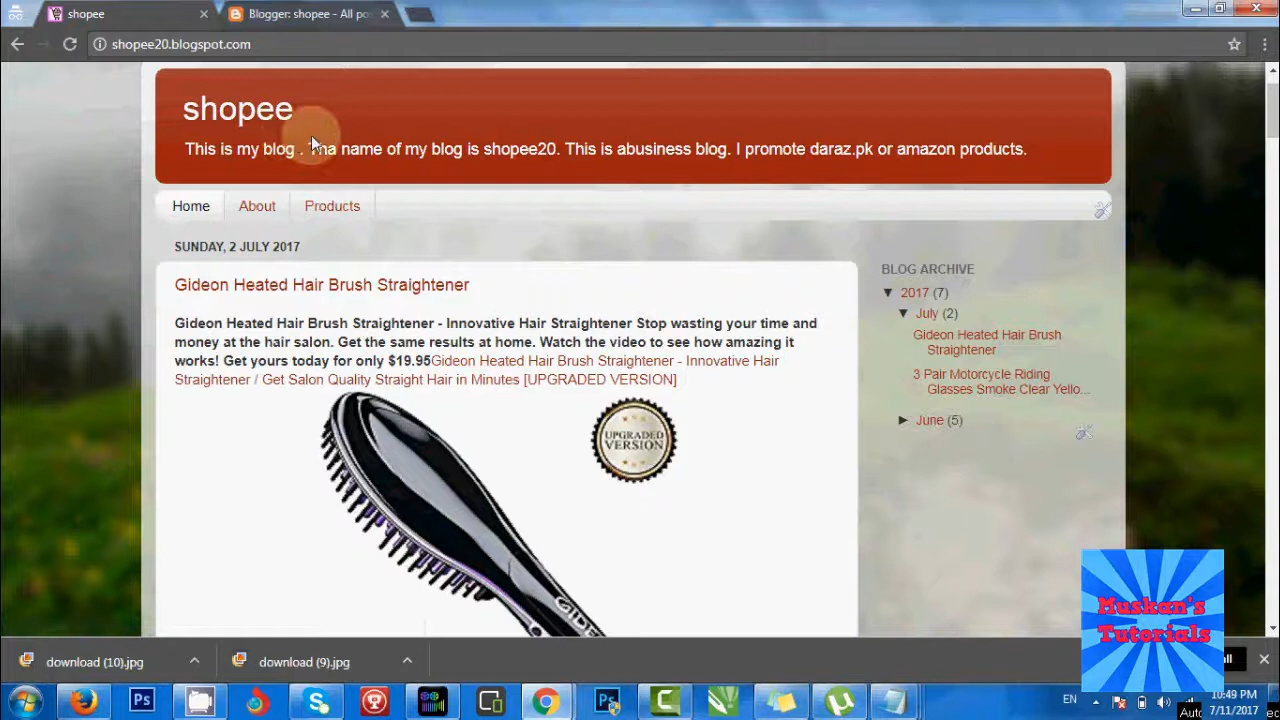 shopee
Blogger: shopee - All po
shopee20.blogspot.com
shopee
This is my blog . Tha name of my blog is shopee20. This is abusiness blog. I promote daraz.pk or amazon products.
Home
About
Products
SUNDAY, 2 JULY 2017
Gideon Heated Hair Brush Straightener
Gideon Heated Hair Brush Straightener - Innovative Hair Straightener Stop wasting your time and
money at the hair salon. Get the same results at home. Watch the video to see how amazing it
works! Get yours today for only $19.95Gideon Heated Hair Brush Straightener - Innovative Hair
Straightener / Get Salon Quality Straight Hair in Minutes [UPGRADED VERSION]
UPGRADED
VERSION
BLOG ARCHIVE
▼ 2017 (7)
▼ July (2)
Gideon Heated Hair Brush
Straightener
3 Pair Motorcycle Riding
Glasses Smoke Clear Yello...
► June (5)
Muskan's
Tutorials
download (10).jpg
download (9).jpg
Ps
EN
10:49 PM
7/11/2017